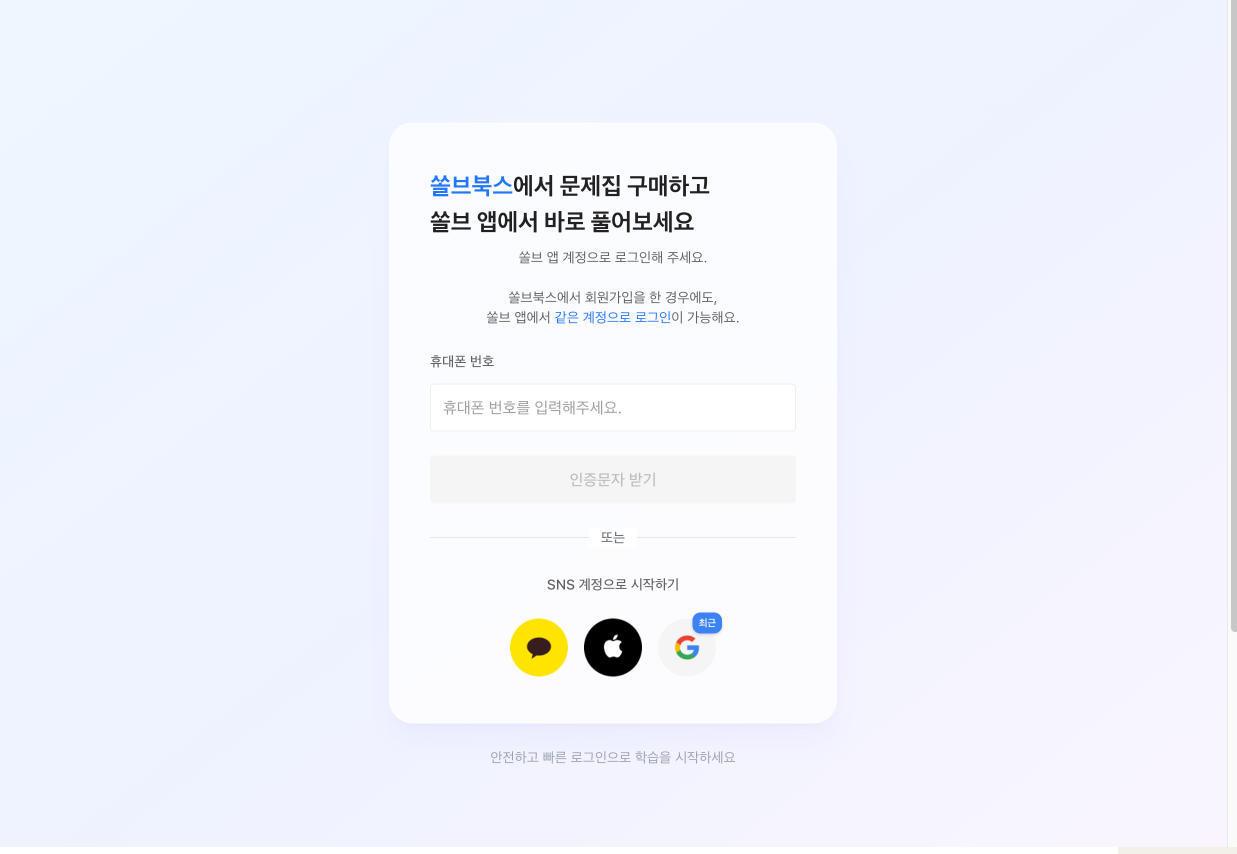 쏠브북스에서 문제집 구매하고
쏠브 앱에서 바로 풀어보세요
쏠브 앱 계정으로 로그인해 주세요.
쏠브북스에서 회원가입을 한 경우에도,
쏠브 앱에서 같은 계정으로 로그인이 가능해요.
휴대폰 번호
휴대폰 번호를 입력해주세요.
인증문자 받기
또는
SNS 계정으로 시작하기
최근
안전하고 빠른 로그인으로 학습을 시작하세요